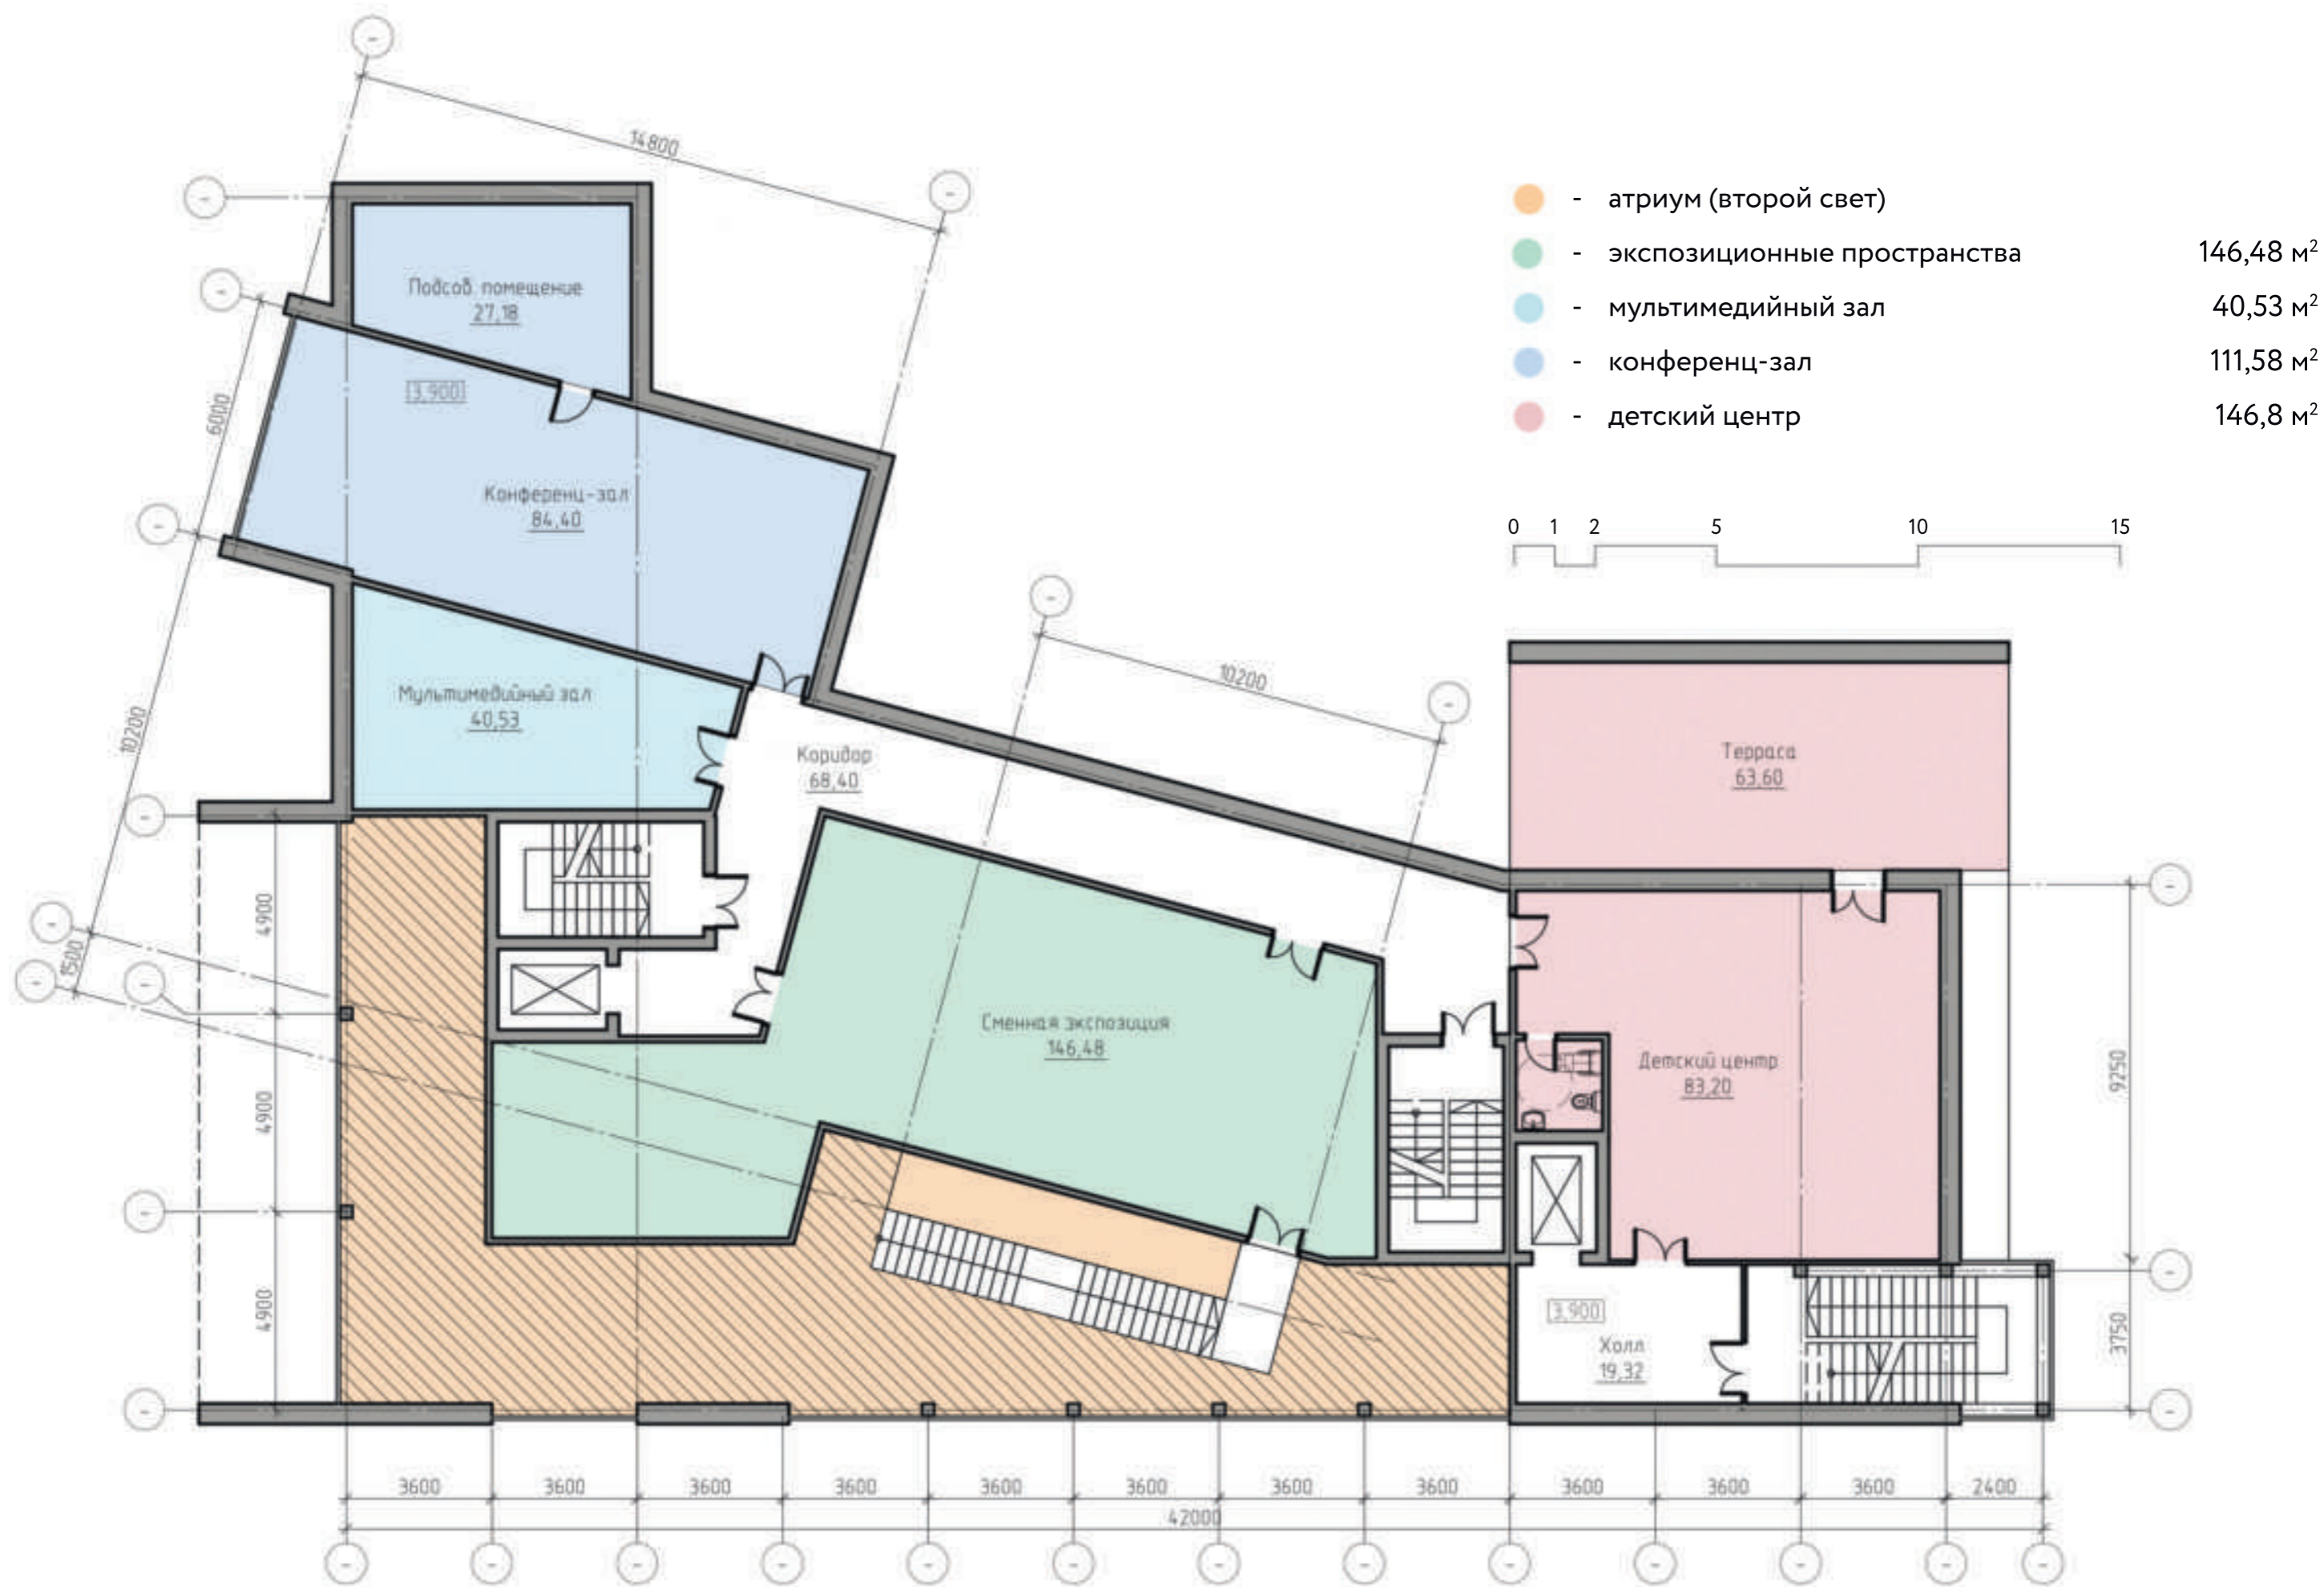 14800
- атриум (второй свет)
- экспозиционные пространства 146,48 м²
- мультимедийный зал 40,53 м²
- конференц-зал 111,58 м²
- детский центр 146,8 м²
0 1 2 5 10 15
Подсоб. помещение
27,18
3,900
6000
Конференц-зал
84,40
10200
Мультимедийный зал
40,53
10200
Коридор
68,40
Терраса
63,60
4900
1500
Сменная экспозиция
146,48
Детский центр
83,20
9250
4900
4900
3,900
Холл
19,32
3750
3600 3600 3600 3600 3600 3600 3600 3600 3600 3600 3600 2400
42000